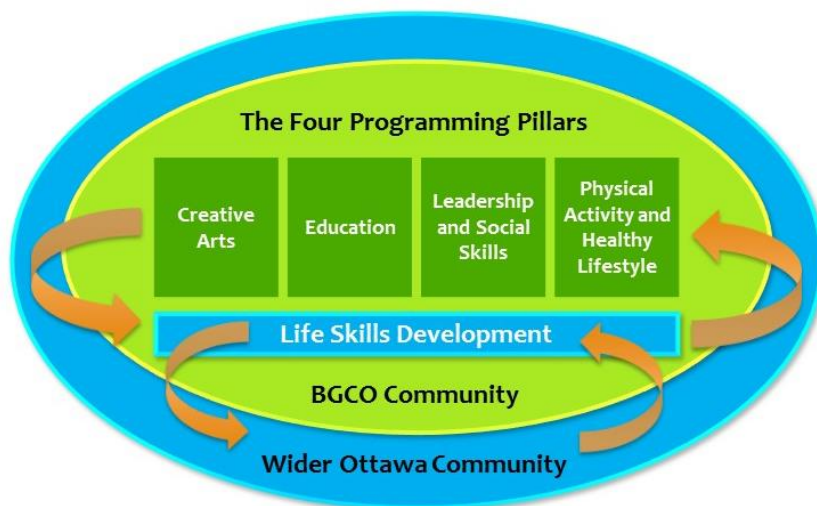 The Four Programming Pillars
Creative
Arts
Education
Leadership
and Social
Skills
Physical
Activity and
Healthy
Lifestyle
Life Skills Development
BGCO Community
Wider Ottawa Community